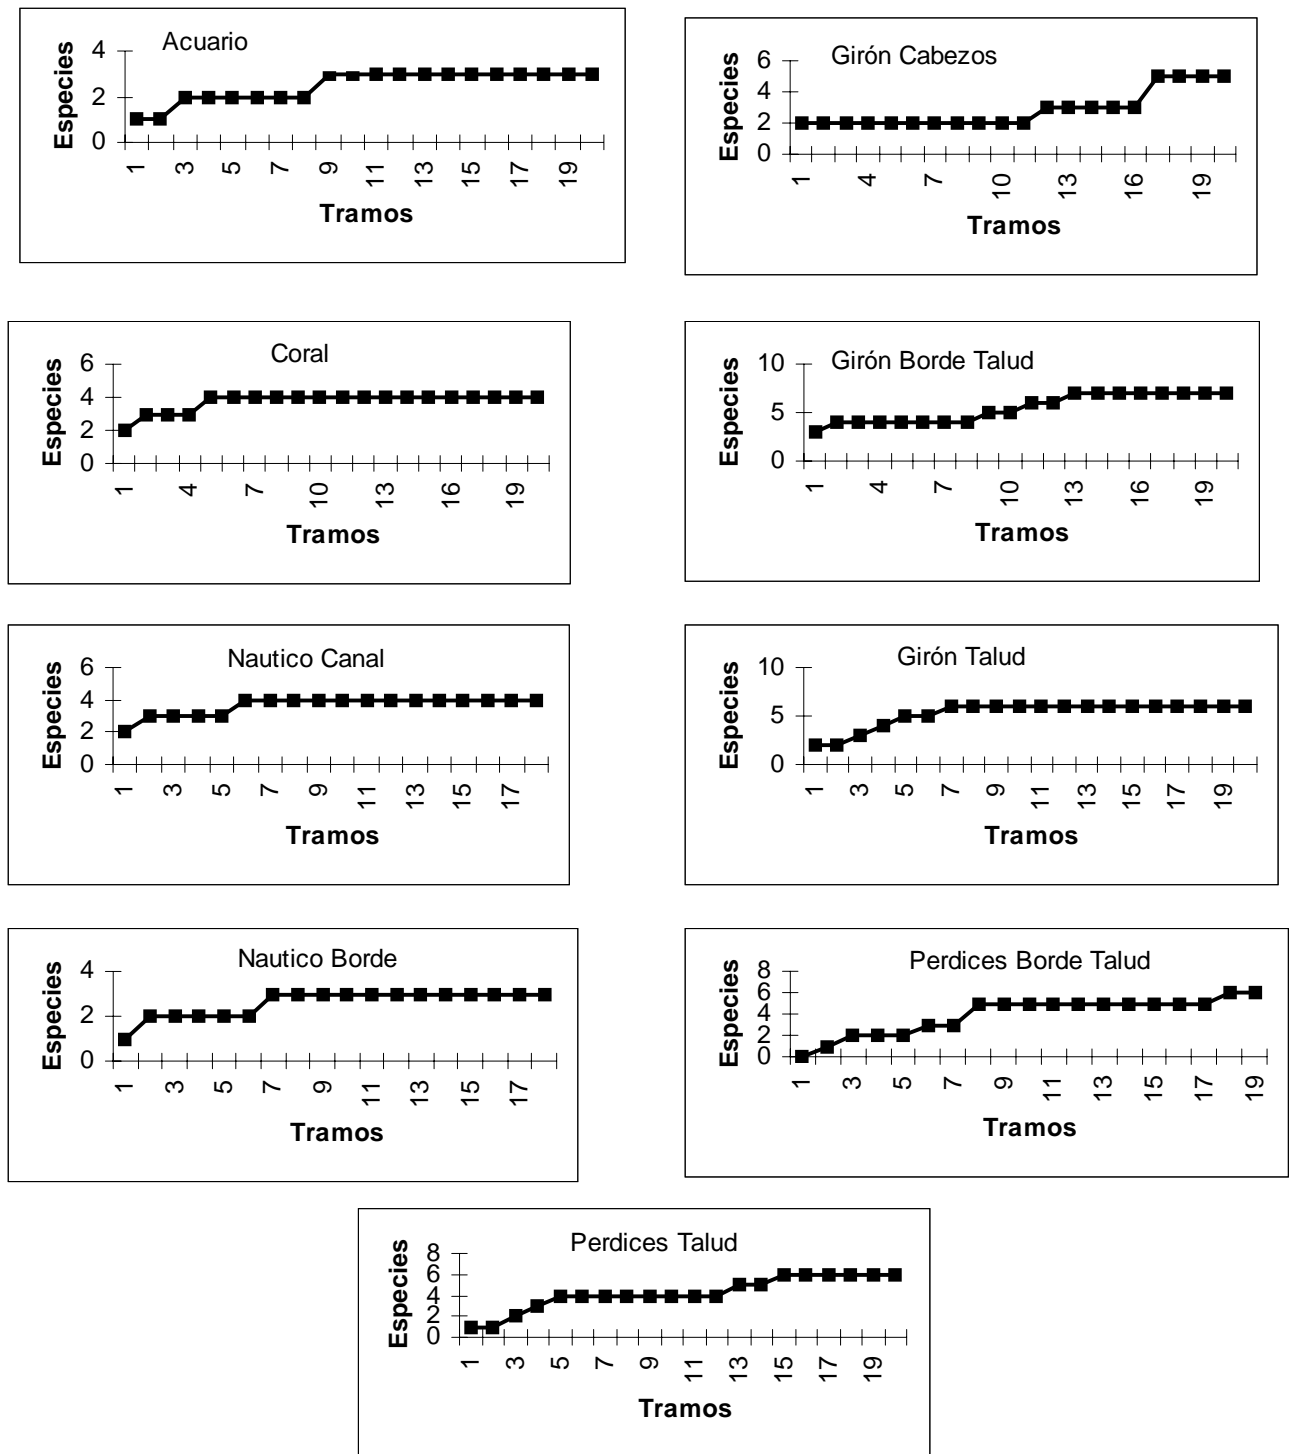 Acuario
Especies
4
2
0
1 3 5 7 9 11 13 15 17 19
Tramos
Girón Cabezos
Especies
6
4
2
0
1 4 7 10 13 16 19
Tramos
Coral
Especies
6
4
2
0
1 4 7 10 13 16 19
Tramos
Girón Borde Talud
Especies
10
5
0
1 4 7 10 13 16 19
Tramos
Nautico Canal
Especies
6
4
2
0
1 3 5 7 9 11 13 15 17
Tramos
Girón Talud
Especies
10
5
0
1 3 5 7 9 11 13 15 17 19
Tramos
Nautico Borde
Especies
4
2
0
1 3 5 7 9 11 13 15 17
Tramos
Perdices Borde Talud
Especies
8
6
4
2
0
1 3 5 7 9 11 13 15 17 19
Tramos
Perdices Talud
Especies
8
6
4
2
0
1 3 5 7 9 11 13 15 17 19
Tramos